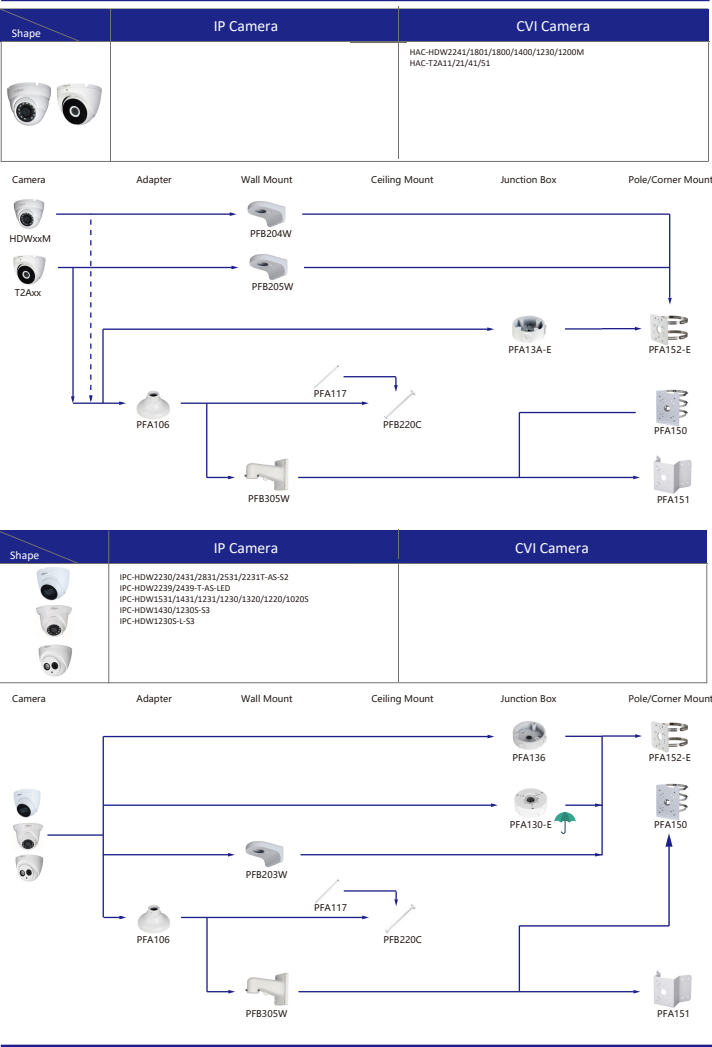 Shape
IP Camera
CVI Camera
HAC-HDW2241/1801/1800/1400/1230/1200M
HAC-T2A11/21/41/51
Camera
Adapter
Wall Mount
Ceiling Mount
Junction Box
Pole/Corner Mount
HDWxxM
PFB204W
T2Axx
PFB205W
PFA13A-E
PFA152-E
PFA106
PFA117
PFB220C
PFA150
PFB305W
PFA151
Shape
IP Camera
CVI Camera
IPC-HDW2230/2431/2831/2531/2231T-AS-S2
IPC-HDW2239/2439-T-AS-LED
IPC-HDW1531/1431/1231/1230/1320/1220/1020S
IPC-HDW1430/1230S-S3
IPC-HDW1230S-L-S3
Camera
Adapter
Wall Mount
Ceiling Mount
Junction Box
Pole/Corner Mount
PFA136
PFA152-E
PFA130-E
PFA150
PFB203W
PFA117
PFA106
PFB220C
PFB305W
PFA151